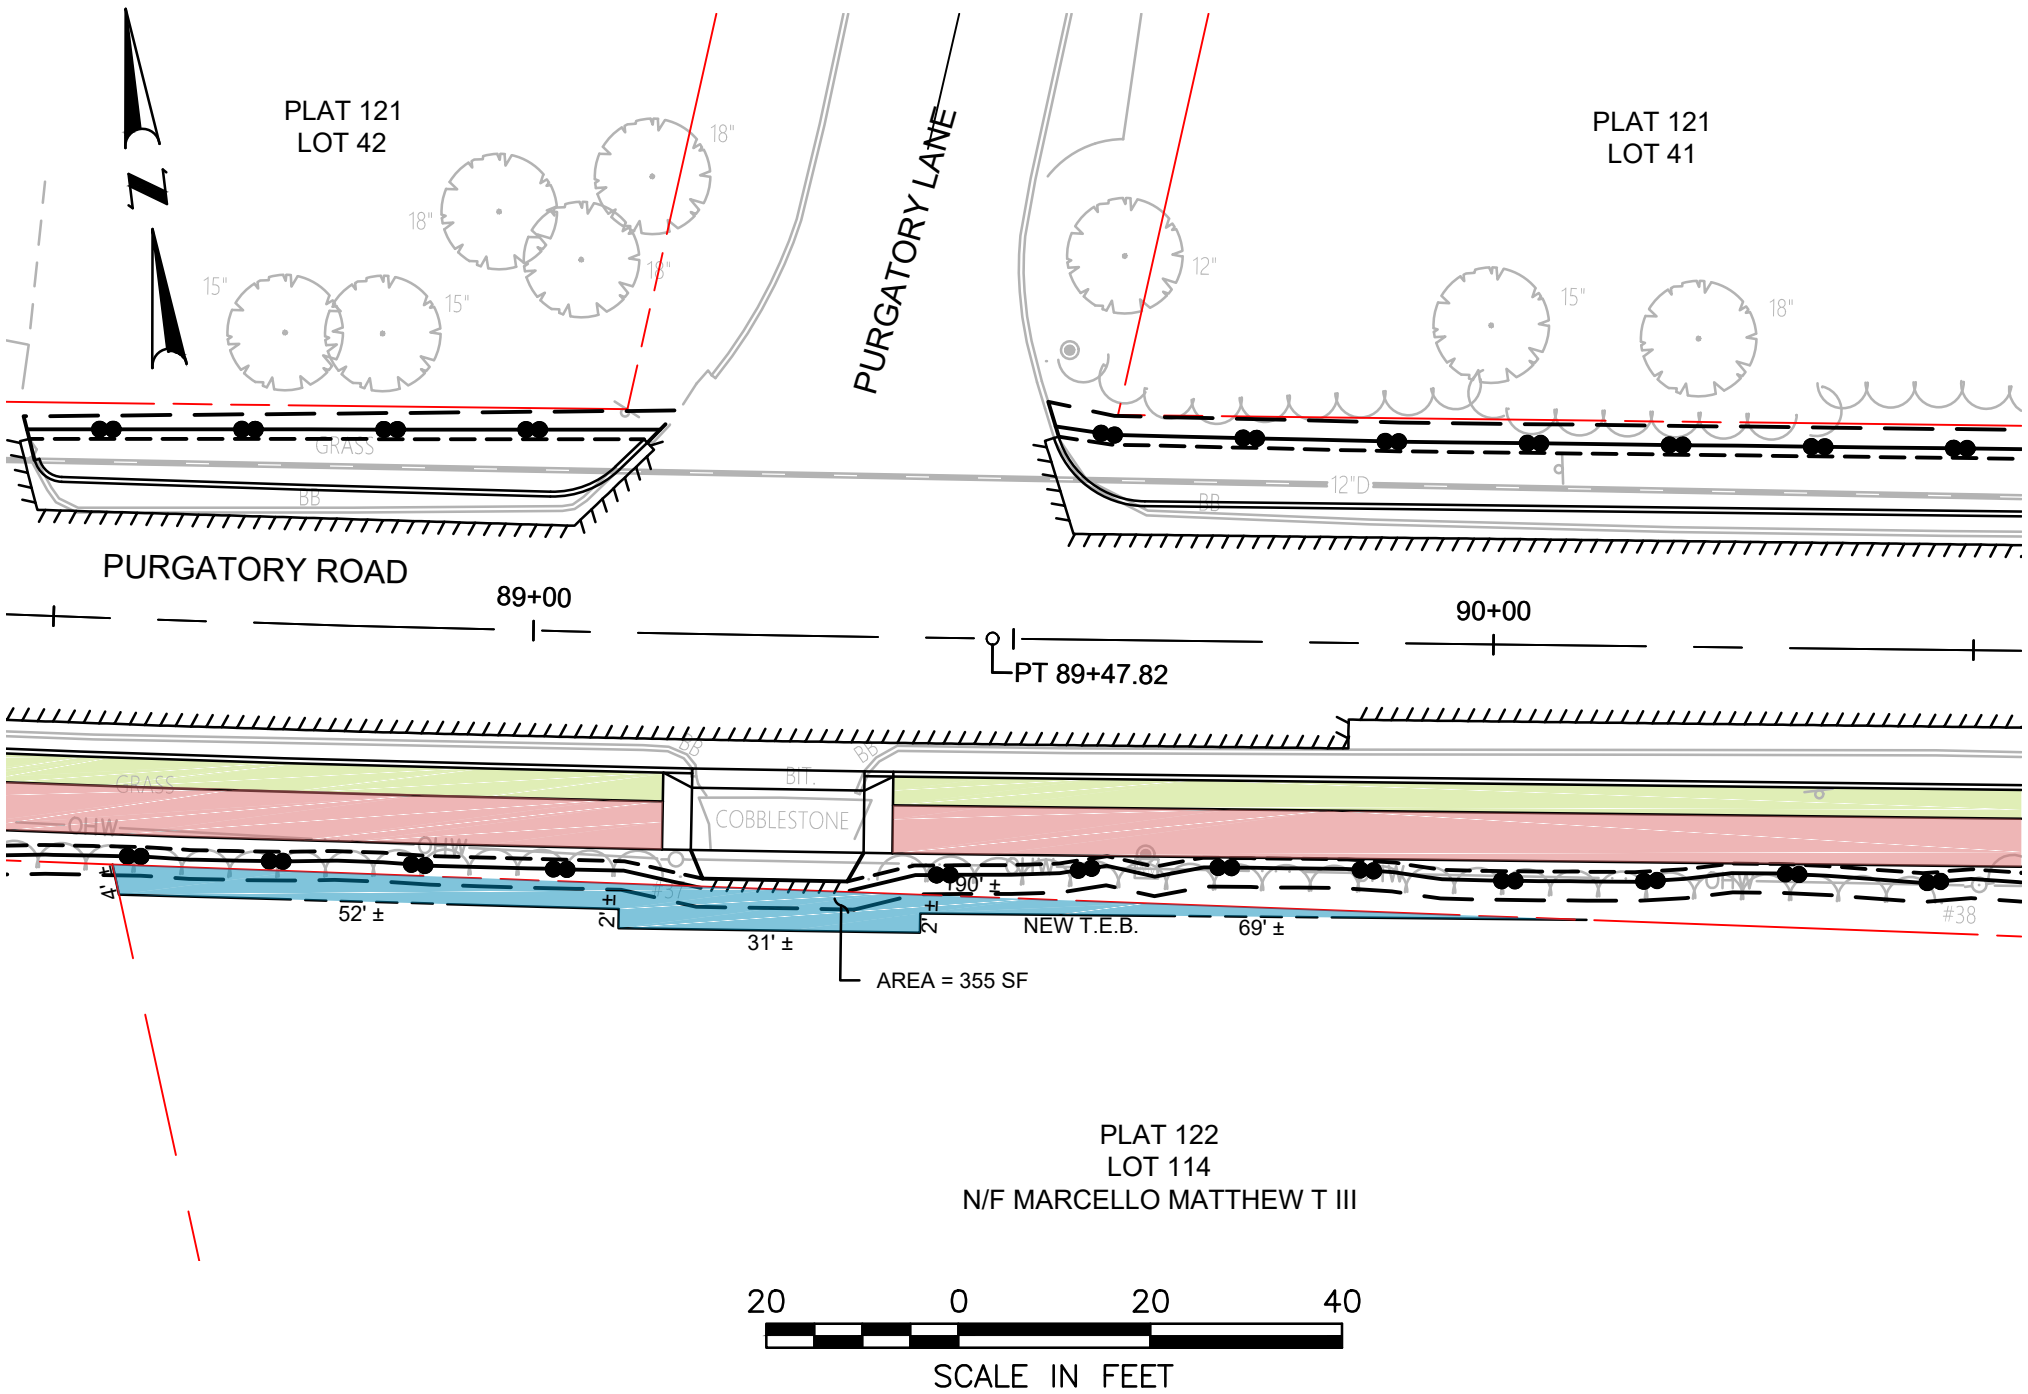 PLAT 121
LOT 42
N
18"
18"
18"
15"
15"
PURGATORY LANE
PLAT 121
LOT 41
12"
15"
18"
GRASS
BB
12"D
BB
PURGATORY ROAD
89+00
90+00
PT 89+47.82
BB
BB
BIT.
GRASS
COBBLESTONE
OHW
OHW
OHW
OHW
OHW
#37
#38
4' ±
52' ±
2' ±
31' ±
2' ±
190' ±
NEW T.E.B.
69' ±
AREA = 355 SF
PLAT 122
LOT 114
N/F MARCELLO MATTHEW T III
20 0 20 40
SCALE IN FEET